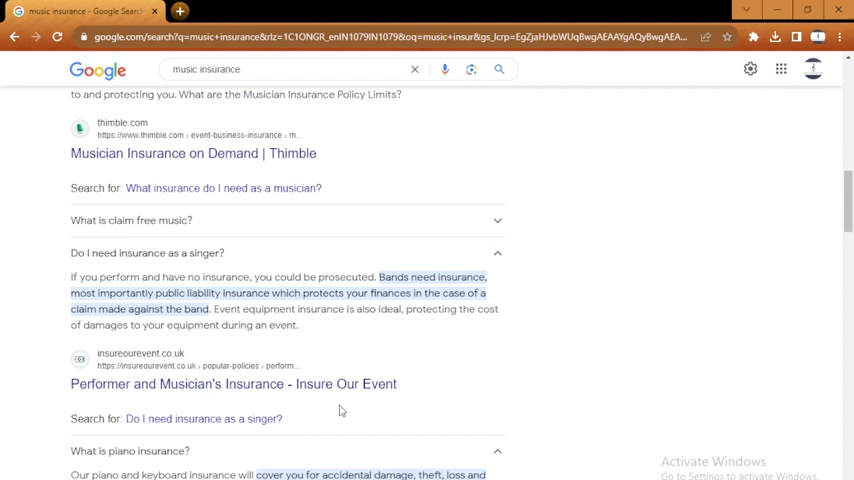 music insurance - Google Search
google.com/search?q=music+insurance&rlz=1C1ONGR_enIN1079IN1079&oq=music+insur&gs_lcrp=EgZjaHJvbWUqBwgAEAAYgAQyBwgAEAA...
Google
music insurance
to and protecting you. What are the Musician Insurance Policy Limits?
thimble.com
https://www.thimble.com › event-business-insurance › m...
Musician Insurance on Demand | Thimble
Search for: What insurance do I need as a musician?
What is claim free music?
Do I need insurance as a singer?
If you perform and have no insurance, you could be prosecuted. Bands need insurance,
most importantly public liability insurance which protects your finances in the case of a
claim made against the band. Event equipment insurance is also ideal, protecting the cost
of damages to your equipment during an event.
insureourevent.co.uk
https://insureourevent.co.uk › popular-policies › perform...
Performer and Musician's Insurance - Insure Our Event
Search for: Do I need insurance as a singer?
What is piano insurance?
Our piano and keyboard insurance will cover you for accidental damage, theft, loss and
Activate Windows
Go to Settings to activate Windows.